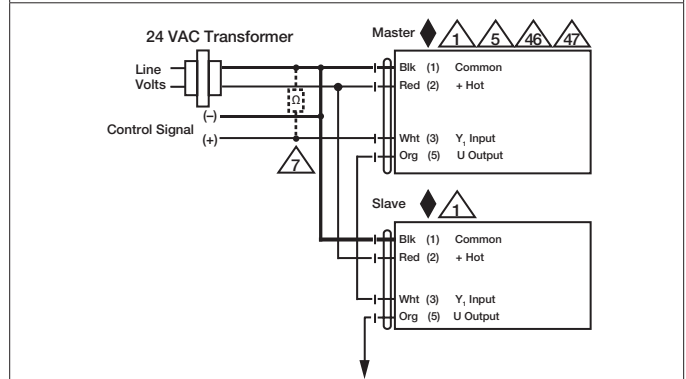 24 VAC Transformer
Line
Volts
(–)
Control Signal
(+)
Ω
7
Master 1 5 46 47
Blk (1) Common
Red (2) + Hot
Wht (3) Y₁ Input
Org (5) U Output
Slave 1
Blk (1) Common
Red (2) + Hot
Wht (3) Y₁ Input
Org (5) U Output